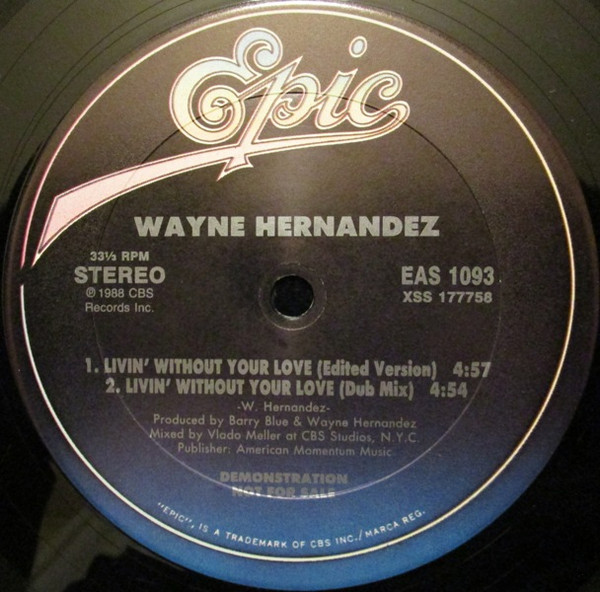 Epic
WAYNE HERNANDEZ
33⅓ RPM
STEREO
℗ 1988 CBS
Records Inc.
EAS 1093
XSS 177758
1. LIVIN' WITHOUT YOUR LOVE (Edited Version) 4:57
2. LIVIN' WITHOUT YOUR LOVE (Dub Mix) 4:54
-W. Hernandez-
Produced by Barry Blue & Wayne Hernandez
Mixed by Vlado Meller at CBS Studios, N.Y.C.
Publisher: American Momentum Music
DEMONSTRATION
NOT FOR SALE
"EPIC", IS A TRADEMARK OF CBS INC./MARCA REG.